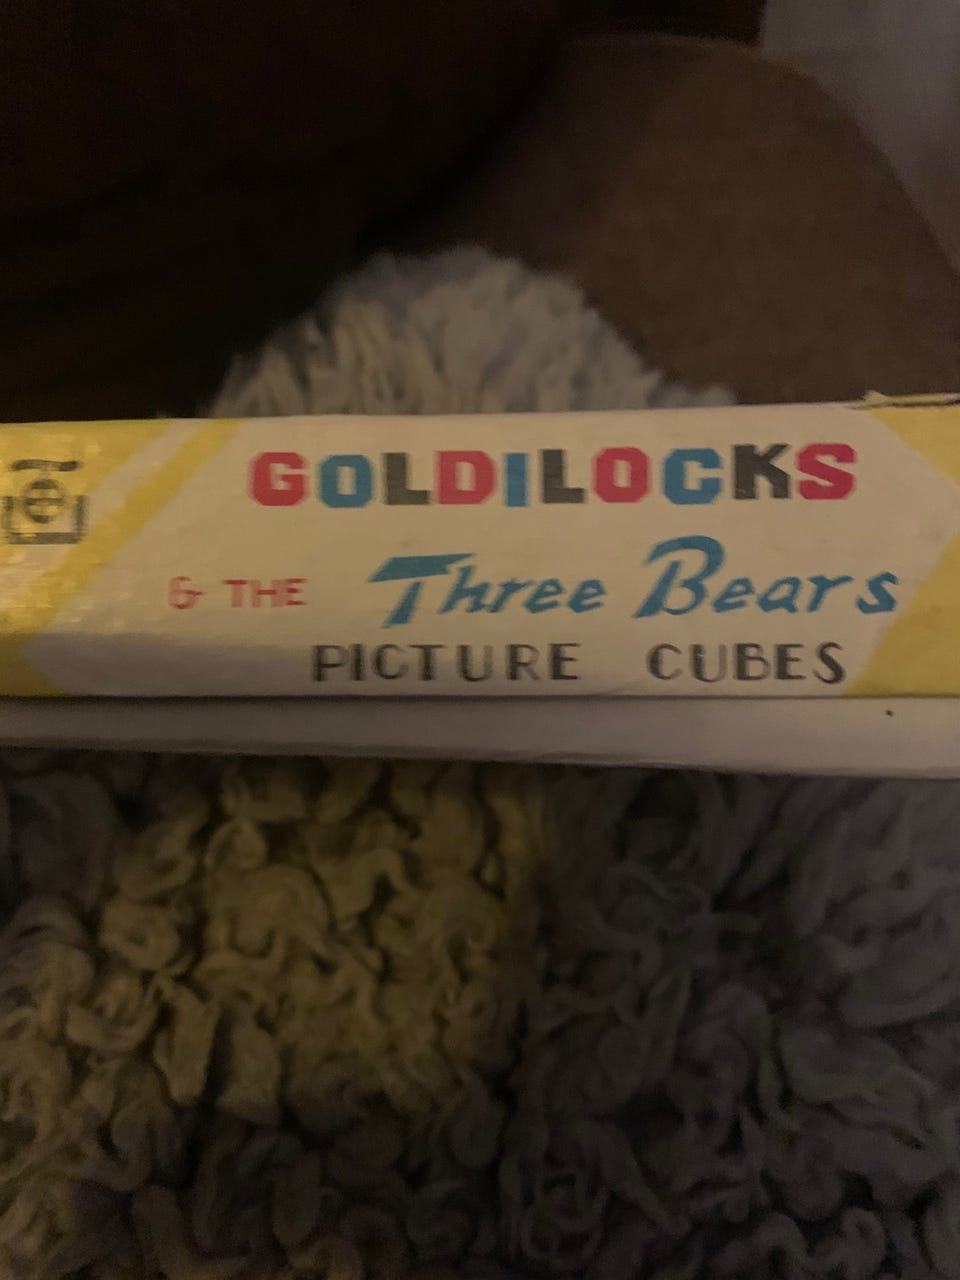 GOLDILOCKS
& THE Three Bears
PICTURE CUBES